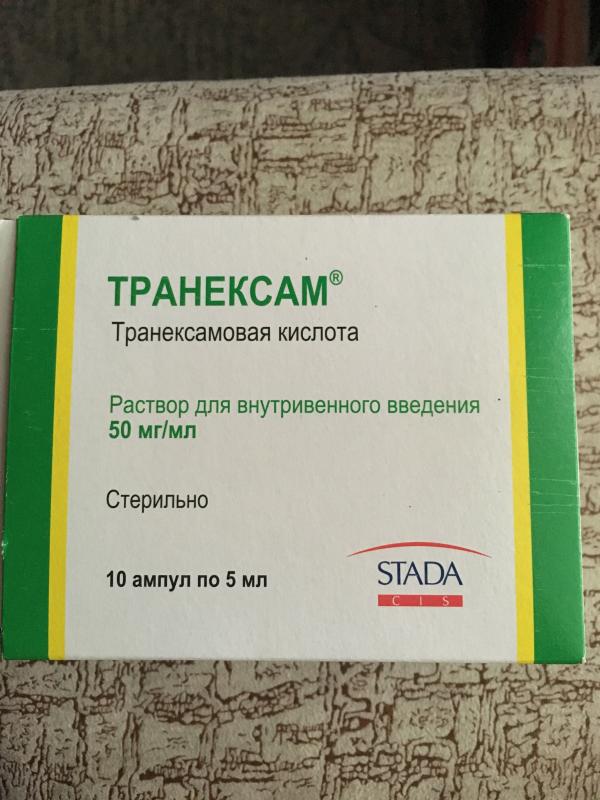 ТРАНЕКСАМ®
Транексамовая кислота
Раствор для внутривенного введения
50 мг/мл
Стерильно
10 ампул по 5 мл
STADA
CIS